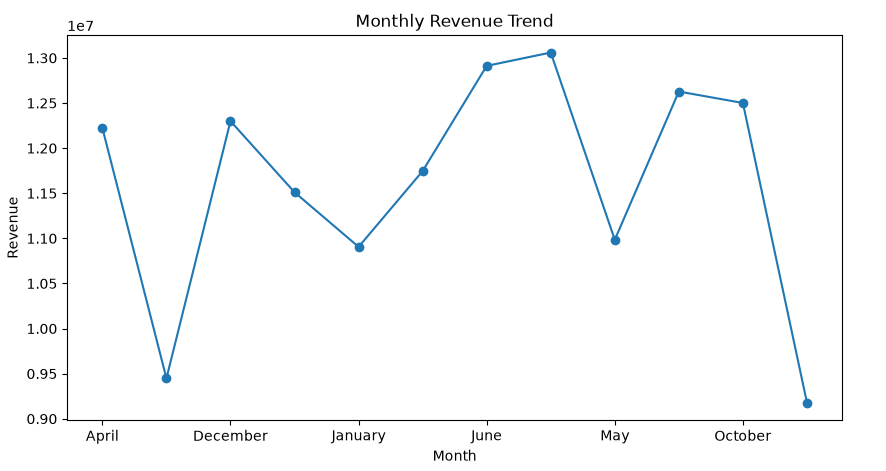 Monthly Revenue Trend
1e7
1.30
1.25
1.20
1.15
1.10
1.05
1.00
0.95
0.90
Revenue
April December January June May October
Month